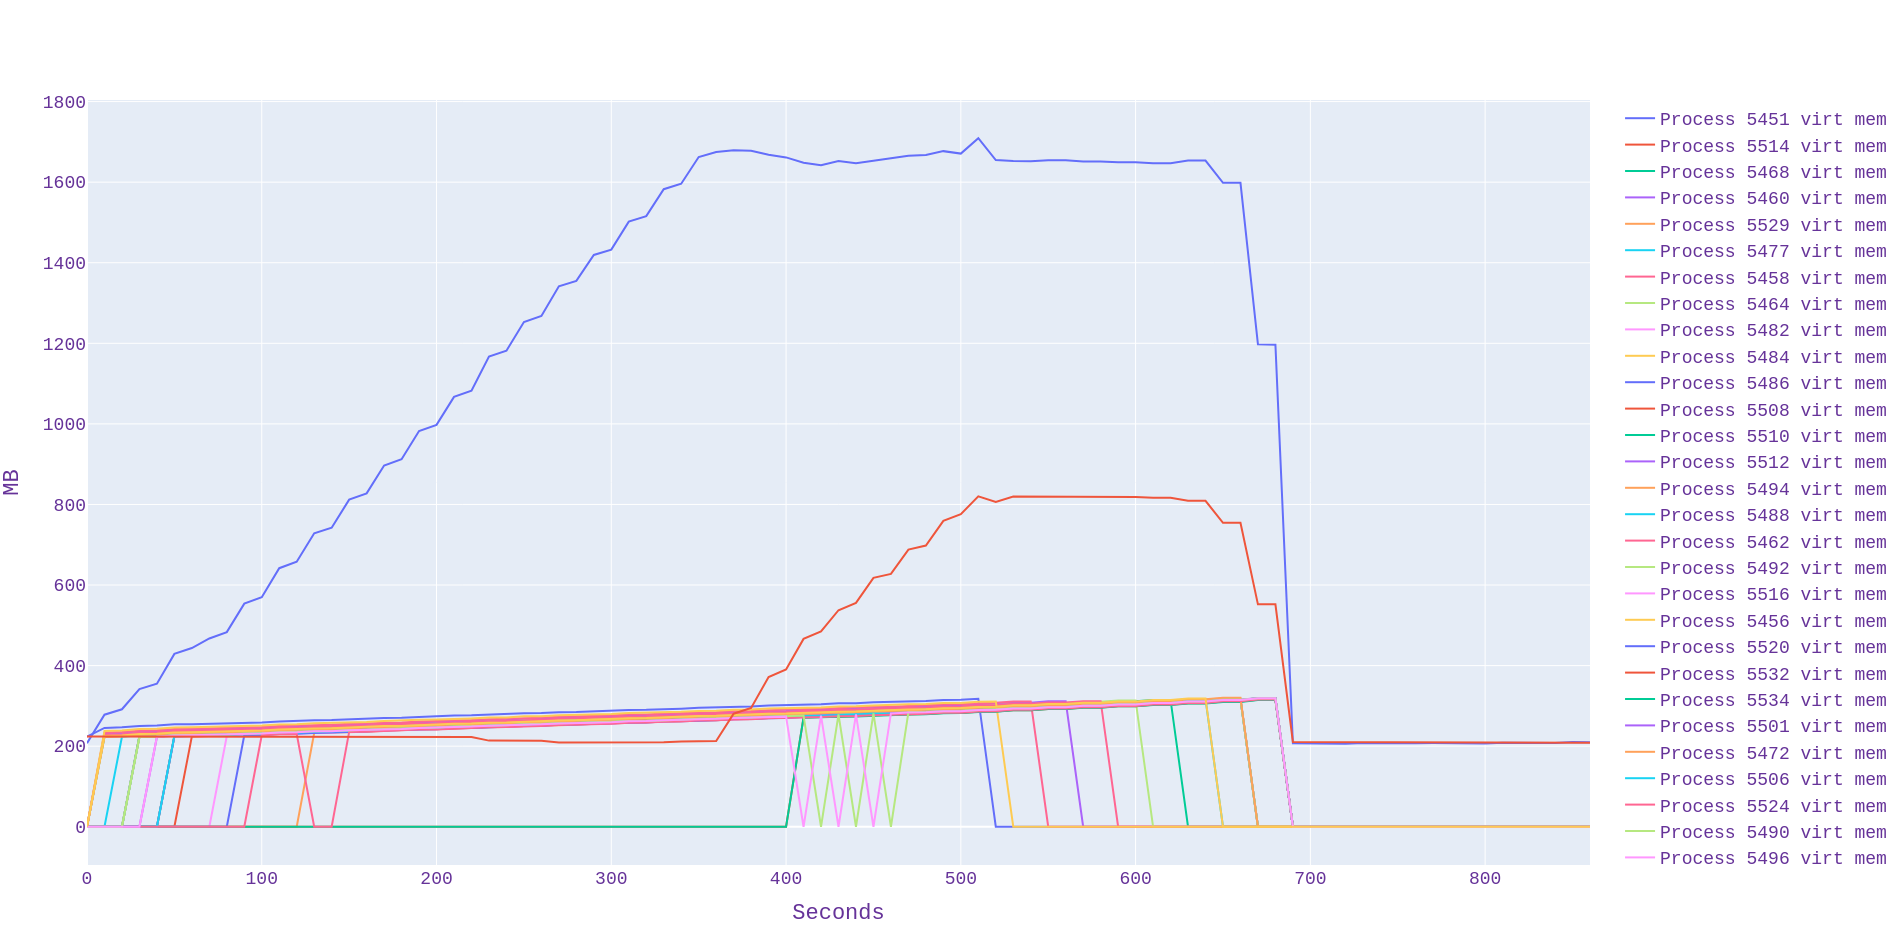 1800
1600
1400
1200
1000
800
600
400
200
0
MB
0 100 200 300 400 500 600 700 800
Seconds
Process 5451 virt mem
Process 5514 virt mem
Process 5468 virt mem
Process 5460 virt mem
Process 5529 virt mem
Process 5477 virt mem
Process 5458 virt mem
Process 5464 virt mem
Process 5482 virt mem
Process 5484 virt mem
Process 5486 virt mem
Process 5508 virt mem
Process 5510 virt mem
Process 5512 virt mem
Process 5494 virt mem
Process 5488 virt mem
Process 5462 virt mem
Process 5492 virt mem
Process 5516 virt mem
Process 5456 virt mem
Process 5520 virt mem
Process 5532 virt mem
Process 5534 virt mem
Process 5501 virt mem
Process 5472 virt mem
Process 5506 virt mem
Process 5524 virt mem
Process 5490 virt mem
Process 5496 virt mem